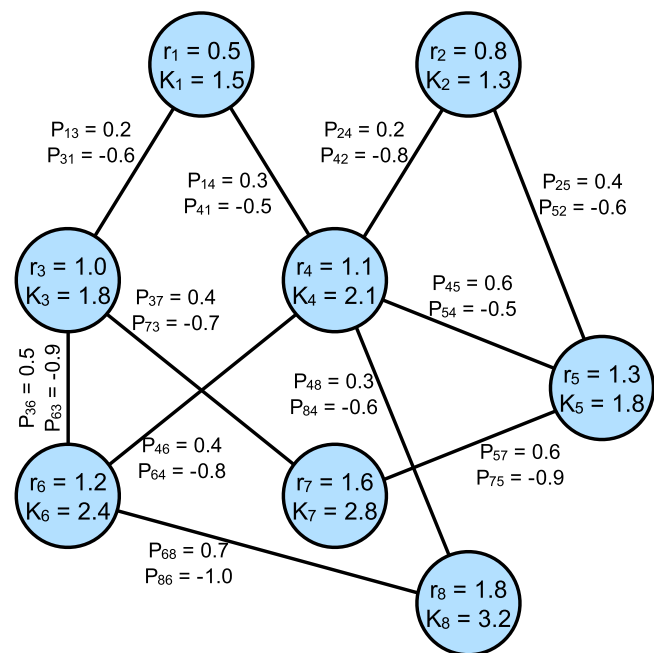 r₁ = 0.5
K₁ = 1.5
r₂ = 0.8
K₂ = 1.3
P₁₃ = 0.2
P₃₁ = -0.6
P₂₄ = 0.2
P₄₂ = -0.8
P₁₄ = 0.3
P₄₁ = -0.5
P₂₅ = 0.4
P₅₂ = -0.6
r₃ = 1.0
K₃ = 1.8
r₄ = 1.1
K₄ = 2.1
P₃₇ = 0.4
P₇₃ = -0.7
P₄₅ = 0.6
P₅₄ = -0.5
P₃₆ = 0.5
P₆₃ = -0.9
P₄₈ = 0.3
P₈₄ = -0.6
r₅ = 1.3
K₅ = 1.8
P₄₆ = 0.4
P₆₄ = -0.8
P₅₇ = 0.6
P₇₅ = -0.9
r₆ = 1.2
K₆ = 2.4
r₇ = 1.6
K₇ = 2.8
P₆₈ = 0.7
P₈₆ = -1.0
r₈ = 1.8
K₈ = 3.2